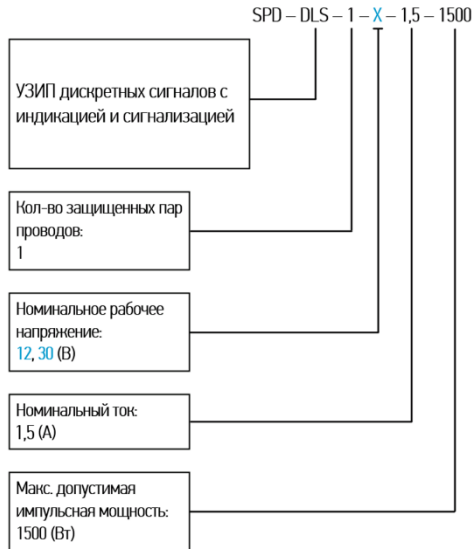 SPD – DLS – 1 – X – 1,5 – 1500
УЗИП дискретных сигналов с
индикацией и сигнализацией
Кол-во защищенных пар
проводов:
1
Номинальное рабочее
напряжение:
12, 30 (В)
Номинальный ток:
1,5 (А)
Макс. допустимая
импульсная мощность:
1500 (Вт)